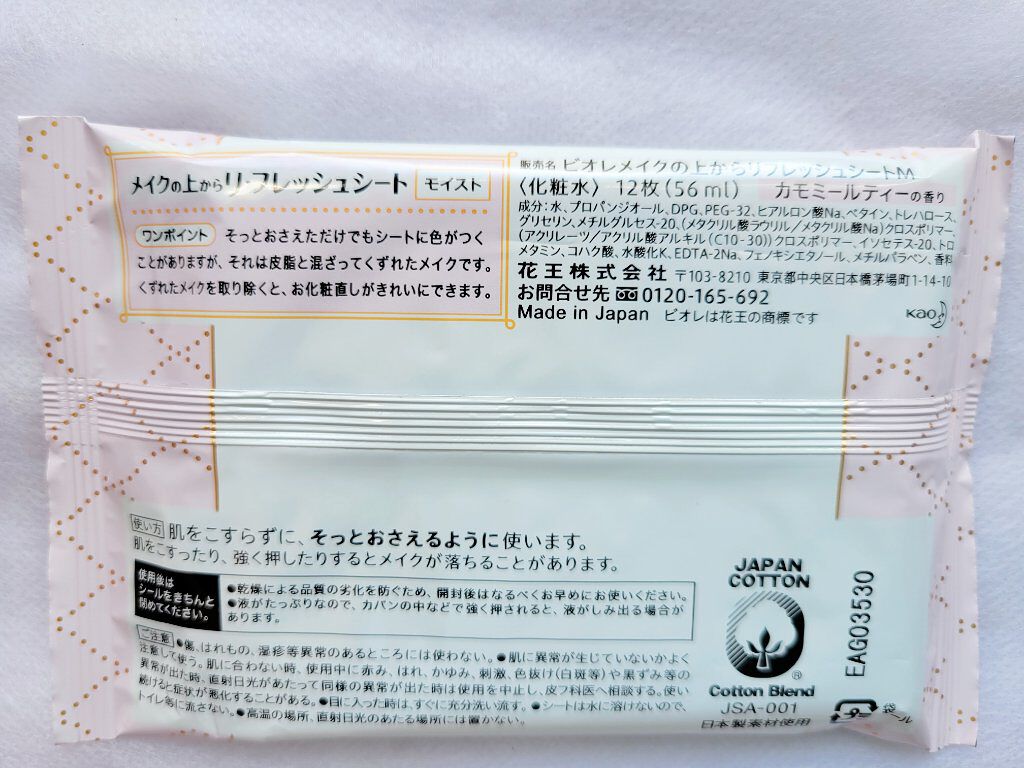 メイクの上からリフレッシュシート モイスト
ワンポイント そっとおさえただけでもシートに色がつく
ことがありますが、それは皮脂と混ざってくずれたメイクです。
くずれたメイクを取り除くと、お化粧直しがきれいにできます。
販売名 ビオレメイクの上からリフレッシュシートM
〈化粧水〉 12枚(56ml) カモミールティーの香り
成分:水、プロパンジオール、DPG、PEG-32、ヒアルロン酸Na、ベタイン、トレハロース、
グリセリン、メチルグルセス-20、(メタクリル酸ラウリル/メタクリル酸Na)クロスポリマー、
(アクリレーツ/アクリル酸アルキル(C10-30))クロスポリマー、イソセテス-20、トロ
メタミン、コハク酸、水酸化K、EDTA-2Na、フェノキシエタノール、メチルパラベン、香料
花王株式会社 〒103-8210 東京都中央区日本橋茅場町1-14-10
お問合せ先 0120-165-692
Made in Japan ビオレは花王の商標です
Kao
使い方 肌をこすらずに、そっとおさえるように使います。
肌をこすったり、強く押したりするとメイクが落ちることがあります。
使用後は
シールをきちんと
閉めてください。
●乾燥による品質の劣化を防ぐため、開封後はなるべくお早めにお使いください。
●液がたっぷりなので、カバンの中などで強く押されると、液がしみ出る場合が
あります。
ご注意 ●傷、はれもの、湿疹等異常のあるところには使わない。●肌に異常が生じていないかよく
注意して使う。肌に合わない時、使用中に赤み、はれ、かゆみ、刺激、色抜け(白斑等)や黒ずみ等の
異常が出た時、直射日光があたって同様の異常が出た時は使用を中止し、皮フ科医へ相談する。使い
続けると症状が悪化することがある。●目に入った時は、すぐに充分洗い流す。●シートは水に溶けないので、
トイレ等に流さない。●高温の場所、直射日光のあたる場所には置かない。
JAPAN
COTTON
®
Cotton Blend
JSA-001
日本製素材使用
EAG03530
プラ
袋